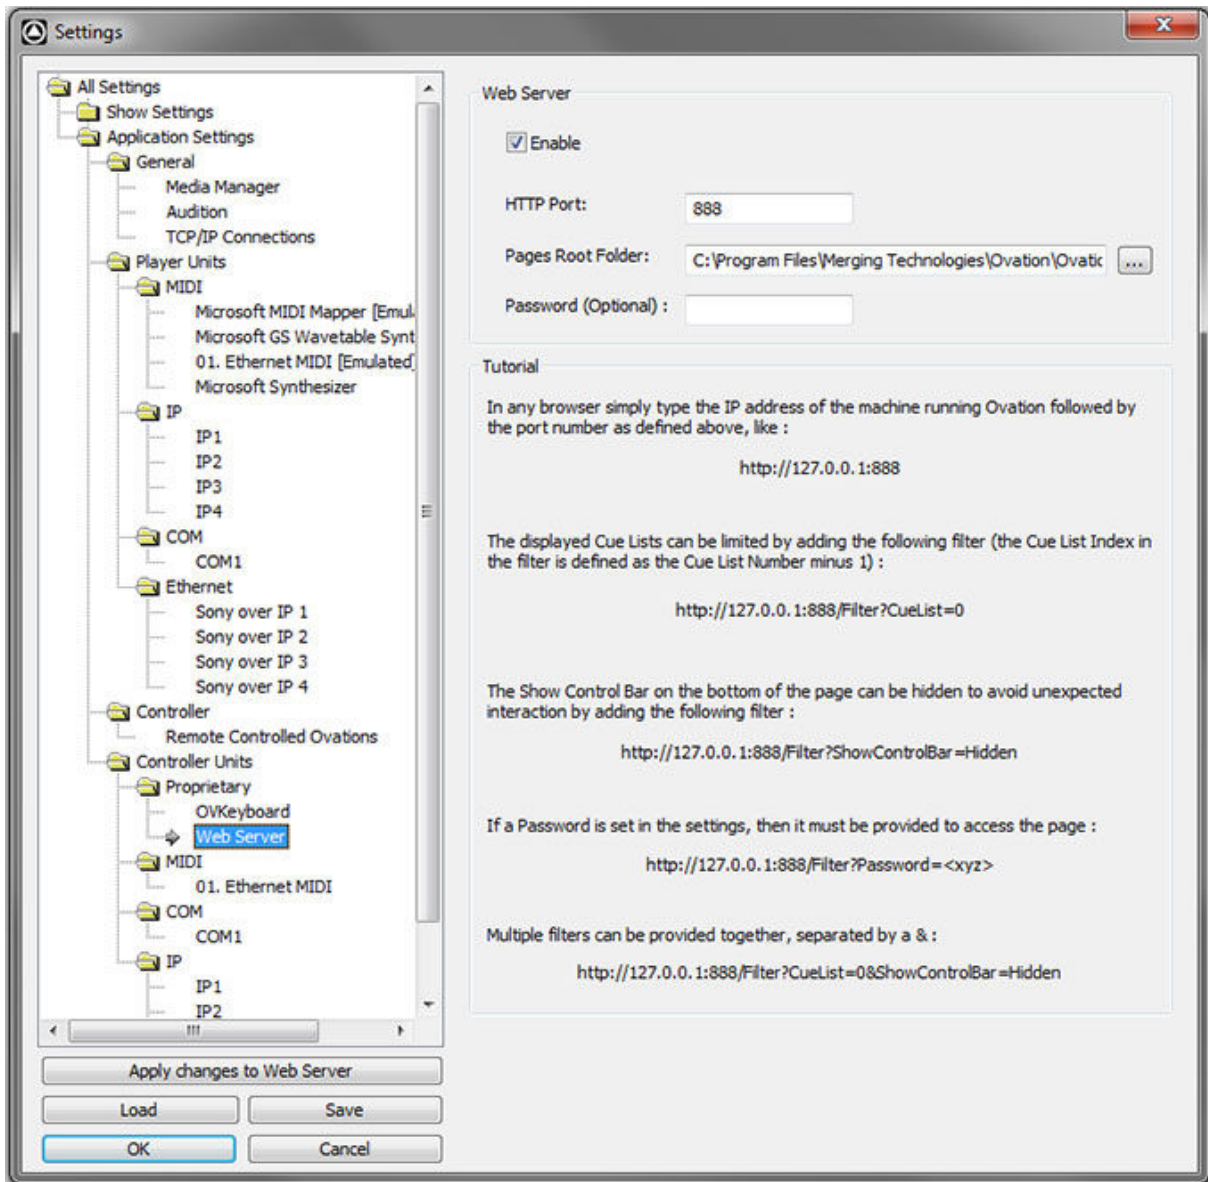 Settings
All Settings
Show Settings
Application Settings
General
Media Manager
Audition
TCP/IP Connections
Player Units
MIDI
Microsoft MIDI Mapper [Emul
Microsoft GS Wavetable Synt
01. Ethernet MIDI [Emulated]
Microsoft Synthesizer
IP
IP1
IP2
IP3
IP4
COM
COM1
Ethernet
Sony over IP 1
Sony over IP 2
Sony over IP 3
Sony over IP 4
Controller
Remote Controlled Ovations
Controller Units
Proprietary
OVKeyboard
Web Server
MIDI
01. Ethernet MIDI
COM
COM1
IP
IP1
IP2
Apply changes to Web Server
Load Save
OK Cancel
Web Server
Enable
HTTP Port: 888
Pages Root Folder: C:\Program Files\Merging Technologies\Ovation\Ovatic ...
Password (Optional) :
Tutorial
In any browser simply type the IP address of the machine running Ovation followed by
the port number as defined above, like :
http://127.0.0.1:888
The displayed Cue Lists can be limited by adding the following filter (the Cue List Index in
the filter is defined as the Cue List Number minus 1) :
http://127.0.0.1:888/Filter?CueList=0
The Show Control Bar on the bottom of the page can be hidden to avoid unexpected
interaction by adding the following filter :
http://127.0.0.1:888/Filter?ShowControlBar=Hidden
If a Password is set in the settings, then it must be provided to access the page :
http://127.0.0.1:888/Filter?Password=<xyz>
Multiple filters can be provided together, separated by a & :
http://127.0.0.1:888/Filter?CueList=0&ShowControlBar=Hidden